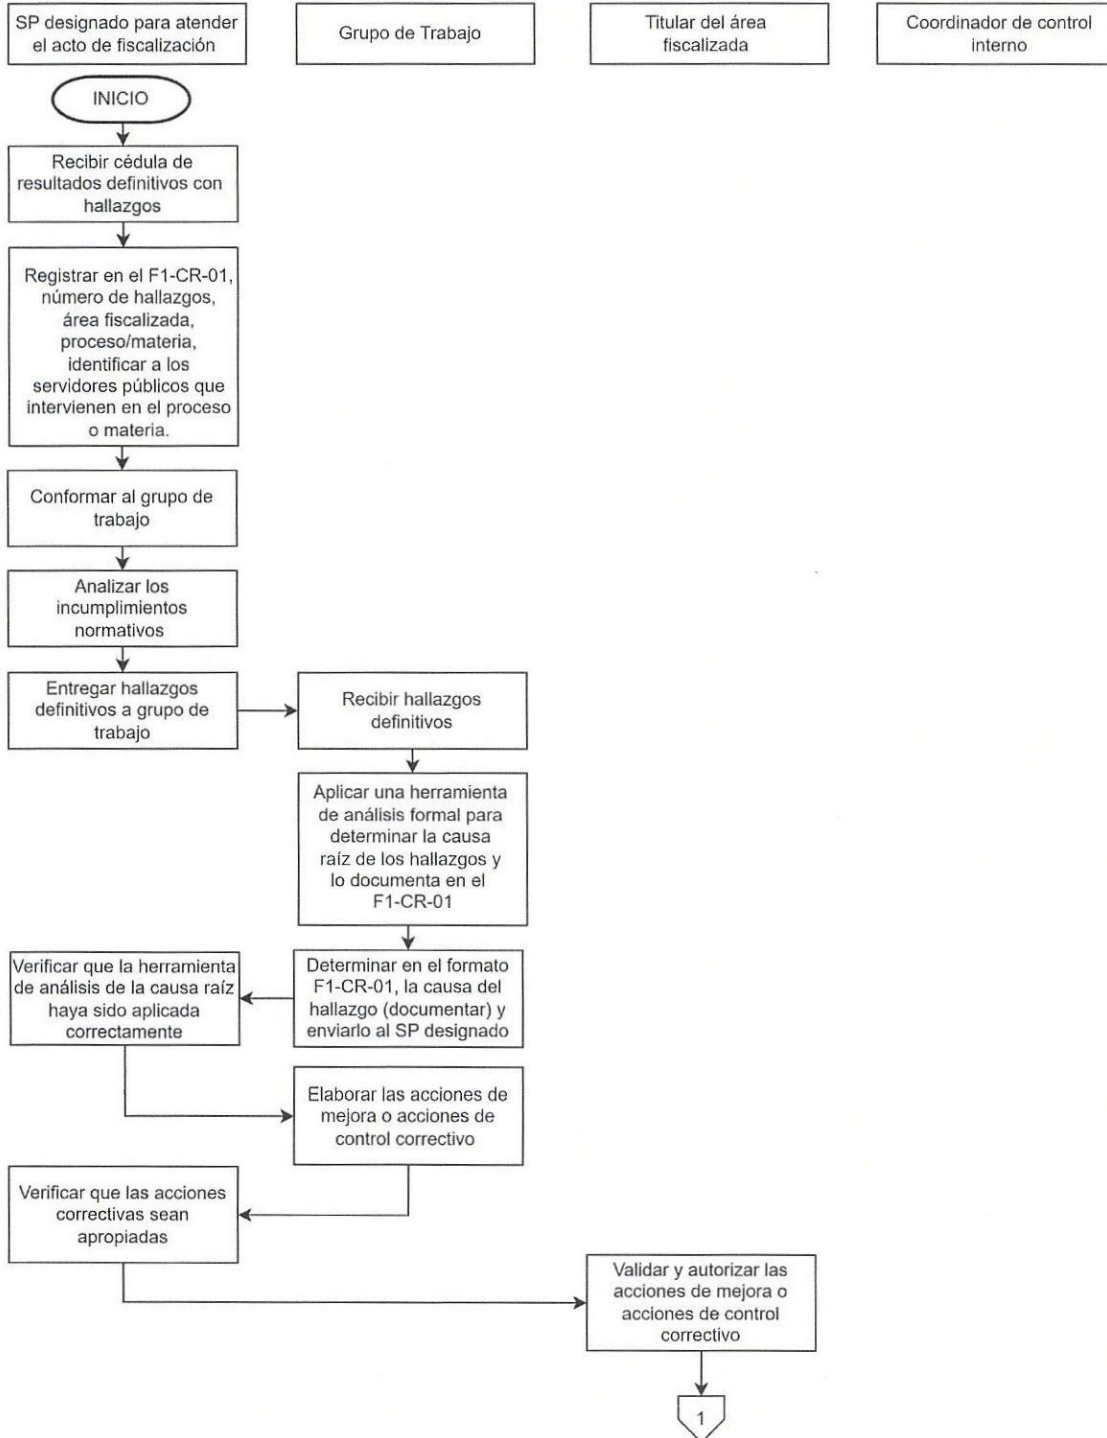 SP designado para atender
el acto de fiscalización
Grupo de Trabajo
Titular del área
fiscalizada
Coordinador de control
interno
INICIO
Recibir cédula de
resultados definitivos con
hallazgos
Registrar en el F1-CR-01,
número de hallazgos,
área fiscalizada,
proceso/materia,
identificar a los
servidores públicos que
intervienen en el proceso
o materia.
Conformar al grupo de
trabajo
Analizar los
incumplimientos
normativos
Entregar hallazgos
definitivos a grupo de
trabajo
Recibir hallazgos
definitivos
Aplicar una herramienta
de análisis formal para
determinar la causa
raíz de los hallazgos y
lo documenta en el
F1-CR-01
Determinar en el formato
F1-CR-01, la causa del
hallazgo (documentar) y
enviarlo al SP designado
Verificar que la herramienta
de análisis de la causa raíz
haya sido aplicada
correctamente
Elaborar las acciones de
mejora o acciones de
control correctivo
Verificar que las acciones
correctivas sean
apropiadas
Validar y autorizar las
acciones de mejora o
acciones de control
correctivo
1